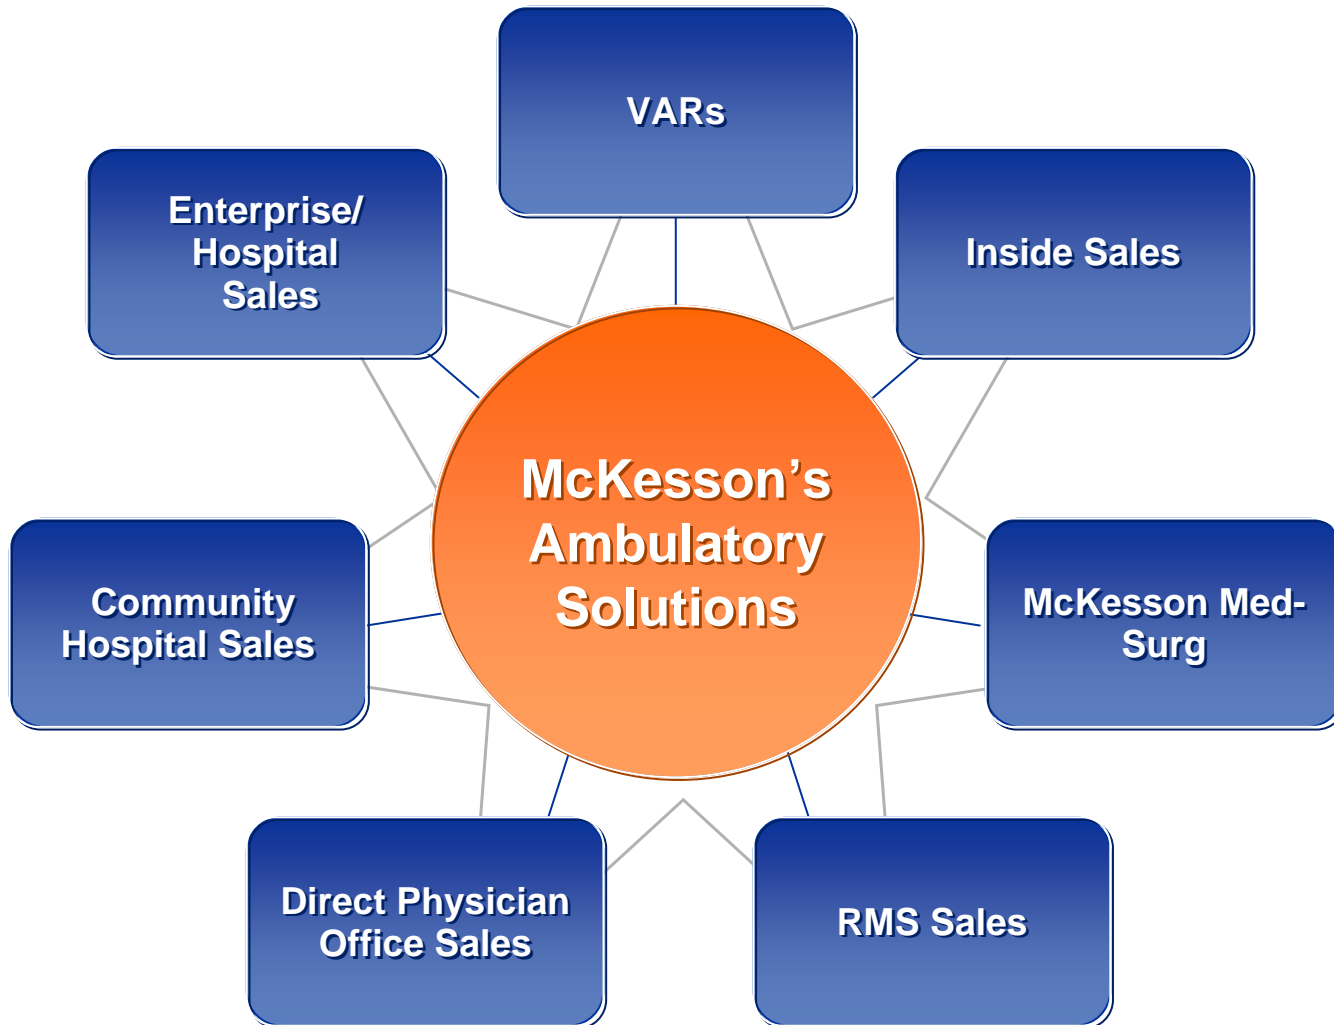 VARs
Enterprise/
Hospital
Sales
Inside Sales
McKesson’s
Ambulatory
Solutions
Community
Hospital Sales
McKesson Med-
Surg
Direct Physician
Office Sales
RMS Sales